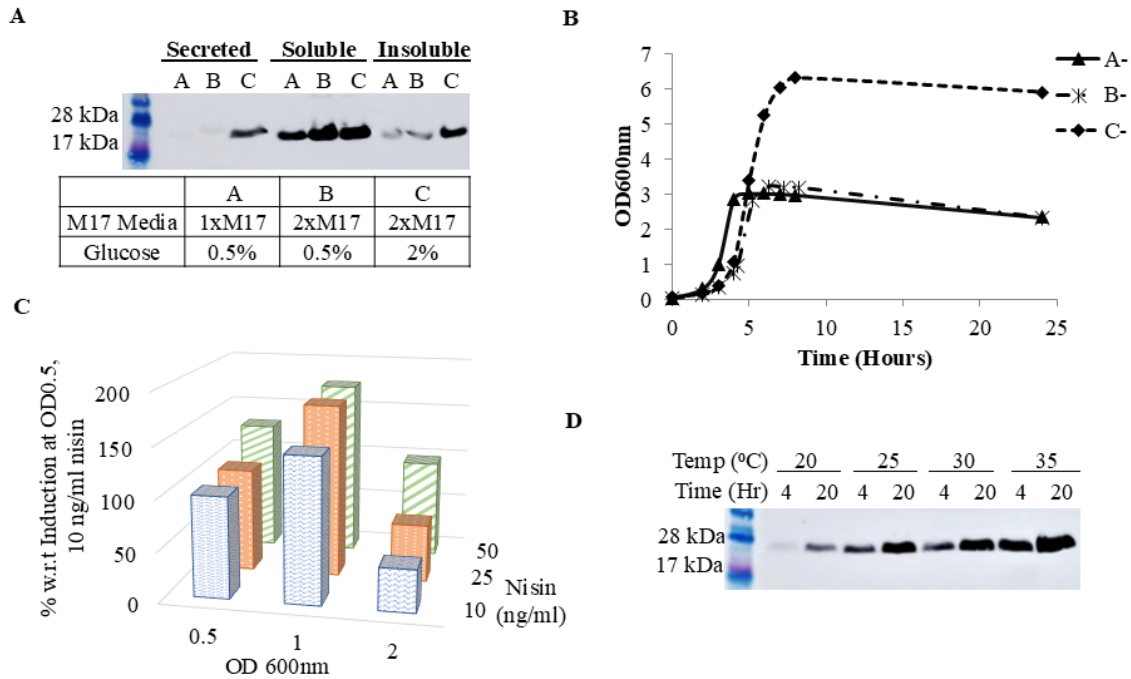 A
Secreted Soluble Insoluble
A B C A B C A B C
28 kDa
17 kDa
A B C
M17 Media 1xM17 2xM17 2xM17
Glucose 0.5% 0.5% 2%
B
7
6
5
4
3
2
1
0
OD600nm
0 5 10 15 20 25
Time (Hours)
A-
B-
C-
C
% w.r.t Induction at OD0.5,
10 ng/ml nisin
200
150
100
50
0
0.5 1 2
OD 600nm
50
25
10
Nisin
(ng/ml)
D
Temp (⁰C) 20 25 30 35
Time (Hr) 4 20 4 20 4 20 4 20
28 kDa
17 kDa